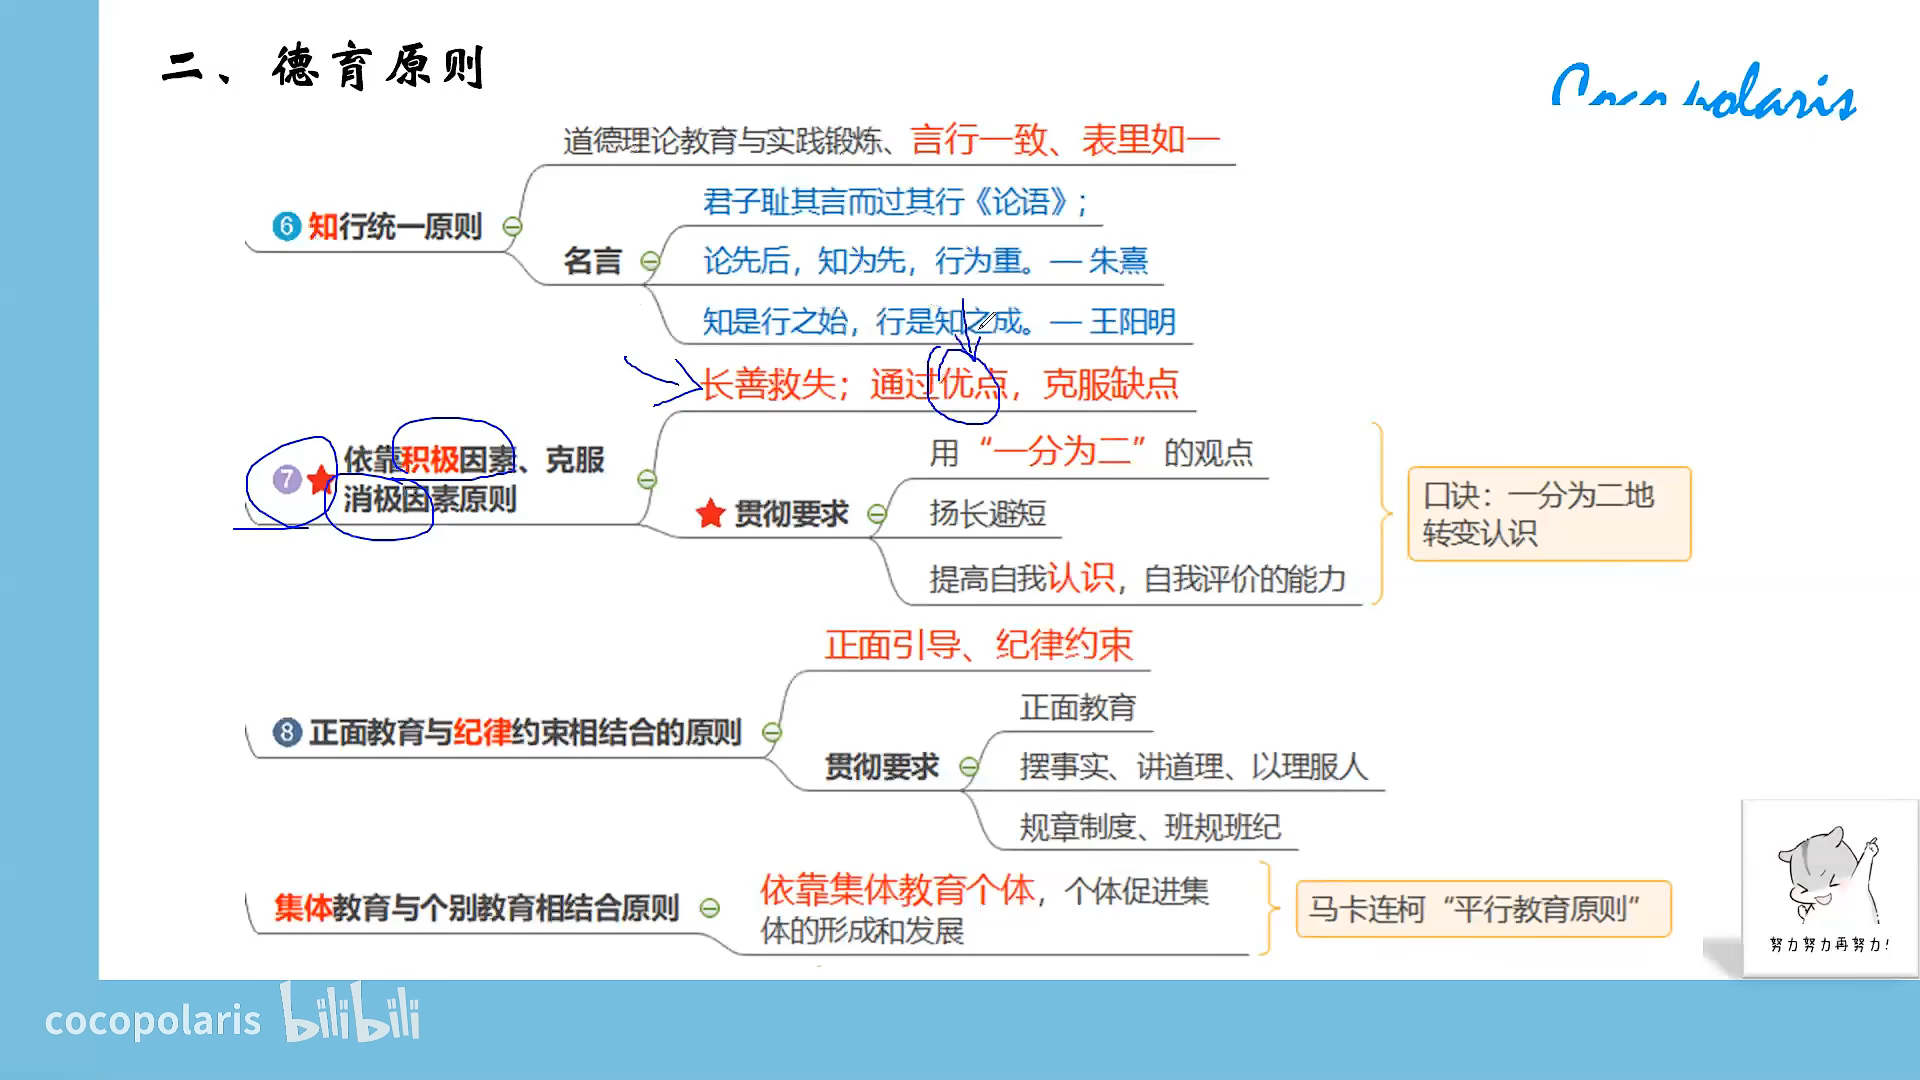 二、德育原则
道德理论教育与实践锻炼、言行一致、表里如一
❻ 知行统一原则
名言
君子耻其言而过其行《论语》;
论先后，知为先，行为重。— 朱熹
知是行之始，行是知之成。— 王阳明
长善救失；通过优点，克服缺点
❼ 依靠积极因素、克服
消极因素原则
用“一分为二”的观点
贯彻要求
扬长避短
提高自我认识，自我评价的能力
口诀：一分为二地
转变认识
正面引导、纪律约束
❽ 正面教育与纪律约束相结合的原则
正面教育
贯彻要求
摆事实、讲道理、以理服人
规章制度、班规班纪
集体教育与个别教育相结合原则
依靠集体教育个体，个体促进集
体的形成和发展
马卡连柯“平行教育原则”
努力努力再努力!
cocopolaris bilibili